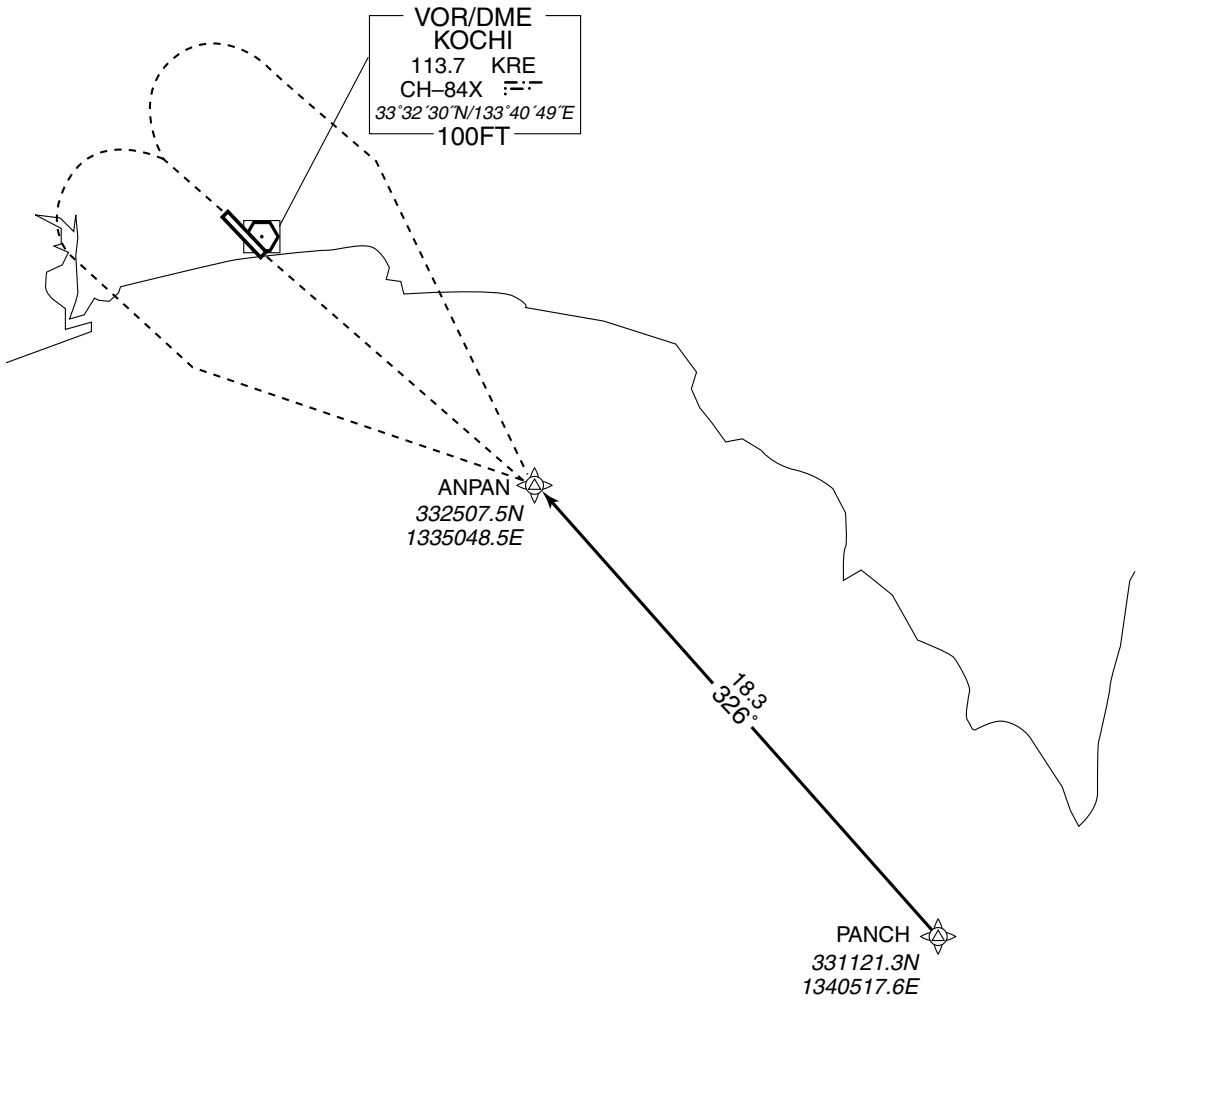 VOR/DME
KOCHI
113.7 KRE
CH–84X
33°32´30˝N/133°40´49˝E
100FT
ANPAN
332507.5N
1335048.5E
18.3
326°
PANCH
331121.3N
1340517.6E